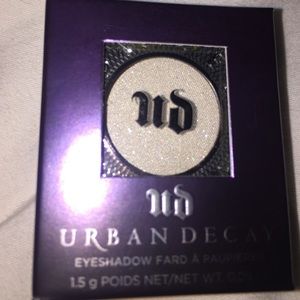 ud
ud
URBAN DECAY
EYESHADOW FARD À PAUPIÈRES
1.5 g POIDS NET/NET WT.